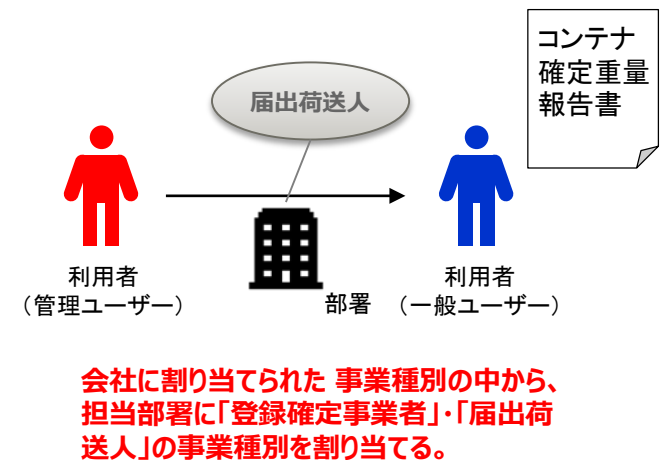 コンテナ
確定重量
報告書
届出荷送人
利用者
（管理ユーザー）
部署
利用者
（一般ユーザー）
会社に割り当てられた 事業種別の中から、
担当部署に「登録確定事業者」・「届出荷
送人」の事業種別を割り当てる。